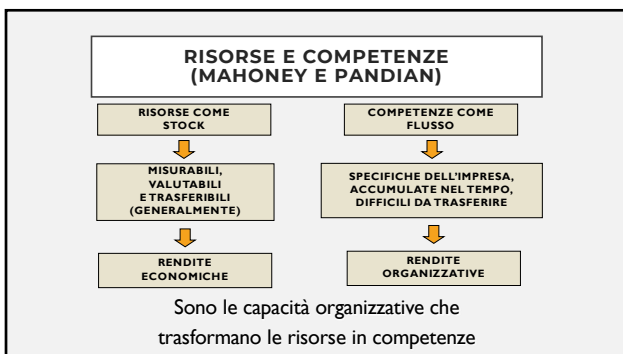 RISORSE E COMPETENZE
(MAHONEY E PANDIAN)
RISORSE COME
STOCK
MISURABILI,
VALUTABILI
E TRASFERIBILI
(GENERALMENTE)
RENDITE
ECONOMICHE
COMPETENZE COME
FLUSSO
SPECIFICHE DELL'IMPRESA,
ACCUMULATE NEL TEMPO,
DIFFICILI DA TRASFERIRE
RENDITE
ORGANIZZATIVE
Sono le capacità organizzative che
trasformano le risorse in competenze